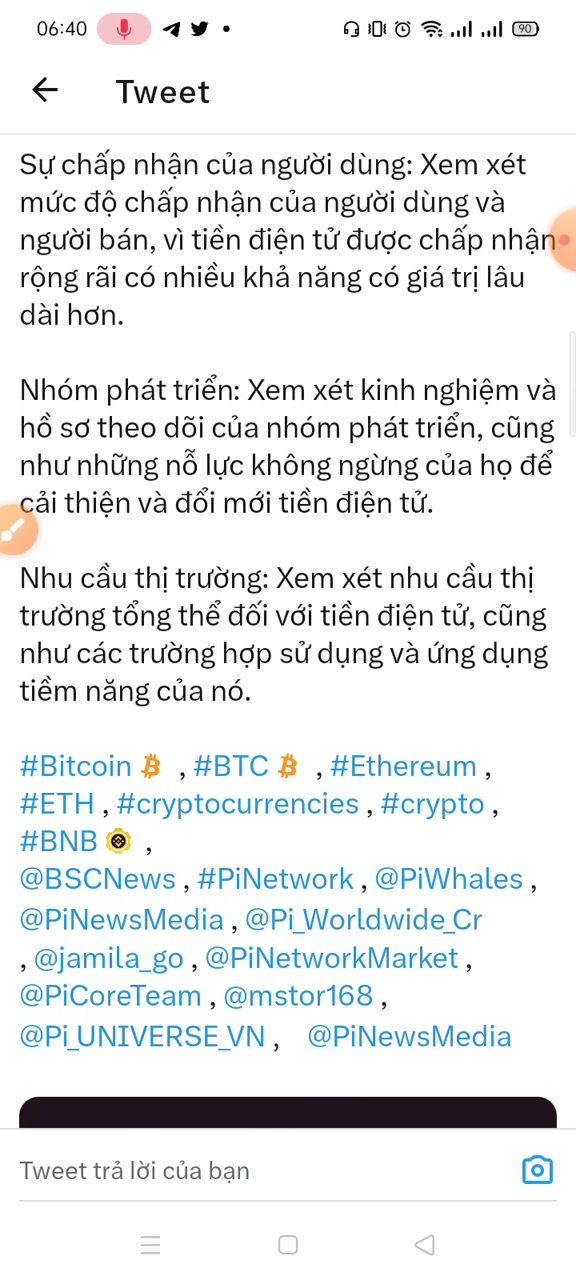 06:40
90
Tweet
Sự chấp nhận của người dùng: Xem xét
mức độ chấp nhận của người dùng và
người bán, vì tiền điện tử được chấp nhận
rộng rãi có nhiều khả năng có giá trị lâu
dài hơn.
Nhóm phát triển: Xem xét kinh nghiệm và
hồ sơ theo dõi của nhóm phát triển, cũng
như những nỗ lực không ngừng của họ để
cải thiện và đổi mới tiền điện tử.
Nhu cầu thị trường: Xem xét nhu cầu thị
trường tổng thể đối với tiền điện tử, cũng
như các trường hợp sử dụng và ứng dụng
tiềm năng của nó.
#Bitcoin , #BTC , #Ethereum ,
#ETH , #cryptocurrencies , #crypto ,
#BNB ,
@BSCNews , #PiNetwork , @PiWhales ,
@PiNewsMedia , @Pi_Worldwide_Cr
, @jamila_go , @PiNetworkMarket ,
@PiCoreTeam , @mstor168 ,
@Pi_UNIVERSE_VN , @PiNewsMedia
Tweet trả lời của bạn